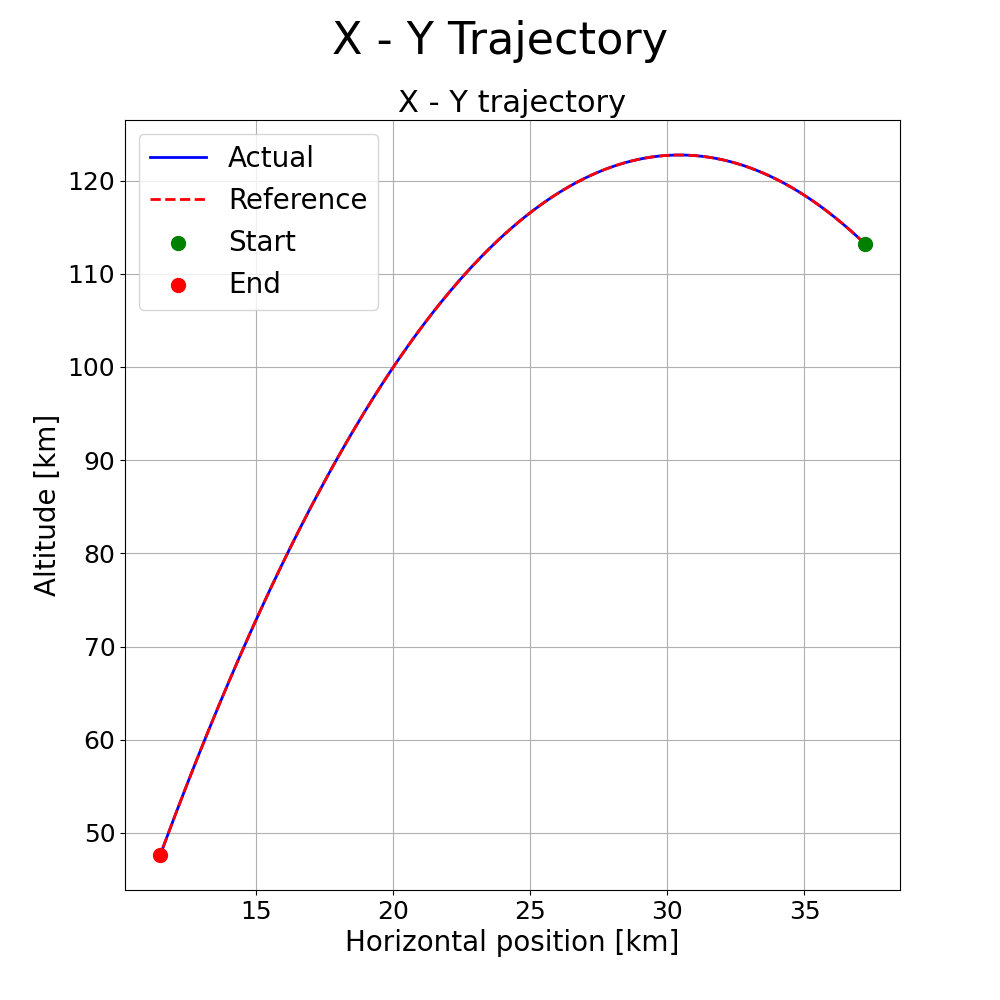 X - Y Trajectory
X - Y trajectory
Actual
Reference
Start
End
120
110
100
90
80
70
60
50
Altitude [km]
15 20 25 30 35
Horizontal position [km]